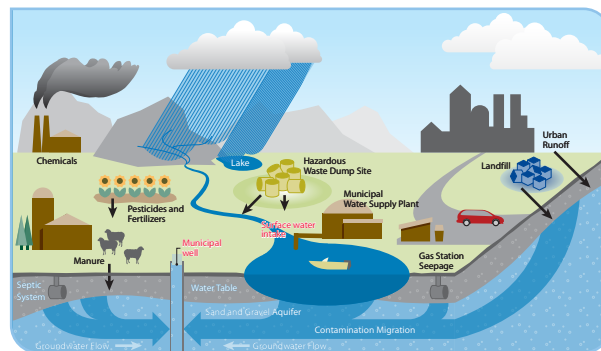 Chemicals
Lake
Hazardous
Waste Dump Site
Urban
Runoff
Landfill
Pesticides and
Fertilizers
Municipal
Water Supply Plant
Surface water
intake
Municipal
well
Manure
Gas Station
Seepage
Septic
System
Water Table
Sand and Gravel Aquifer
Contamination Migration
Groundwater Flow
Groundwater Flow